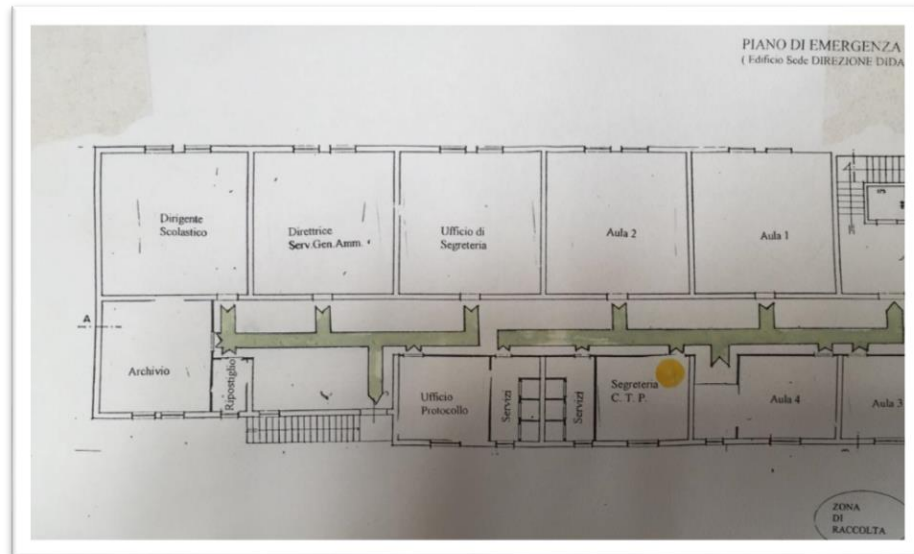 PIANO DI EMERGENZA
( Edificio Sede DIREZIONE DIDA
Dirigente
Scolastico
Direttrice
Serv.Gen.Amm.
Ufficio di
Segreteria
Aula 2
Aula 1
A
Archivio
Ripostiglio
Ufficio
Protocollo
Servizi
Servizi
Segreteria
C. T. P.
Aula 4
Aula 3
ZONA
DI
RACCOLTA